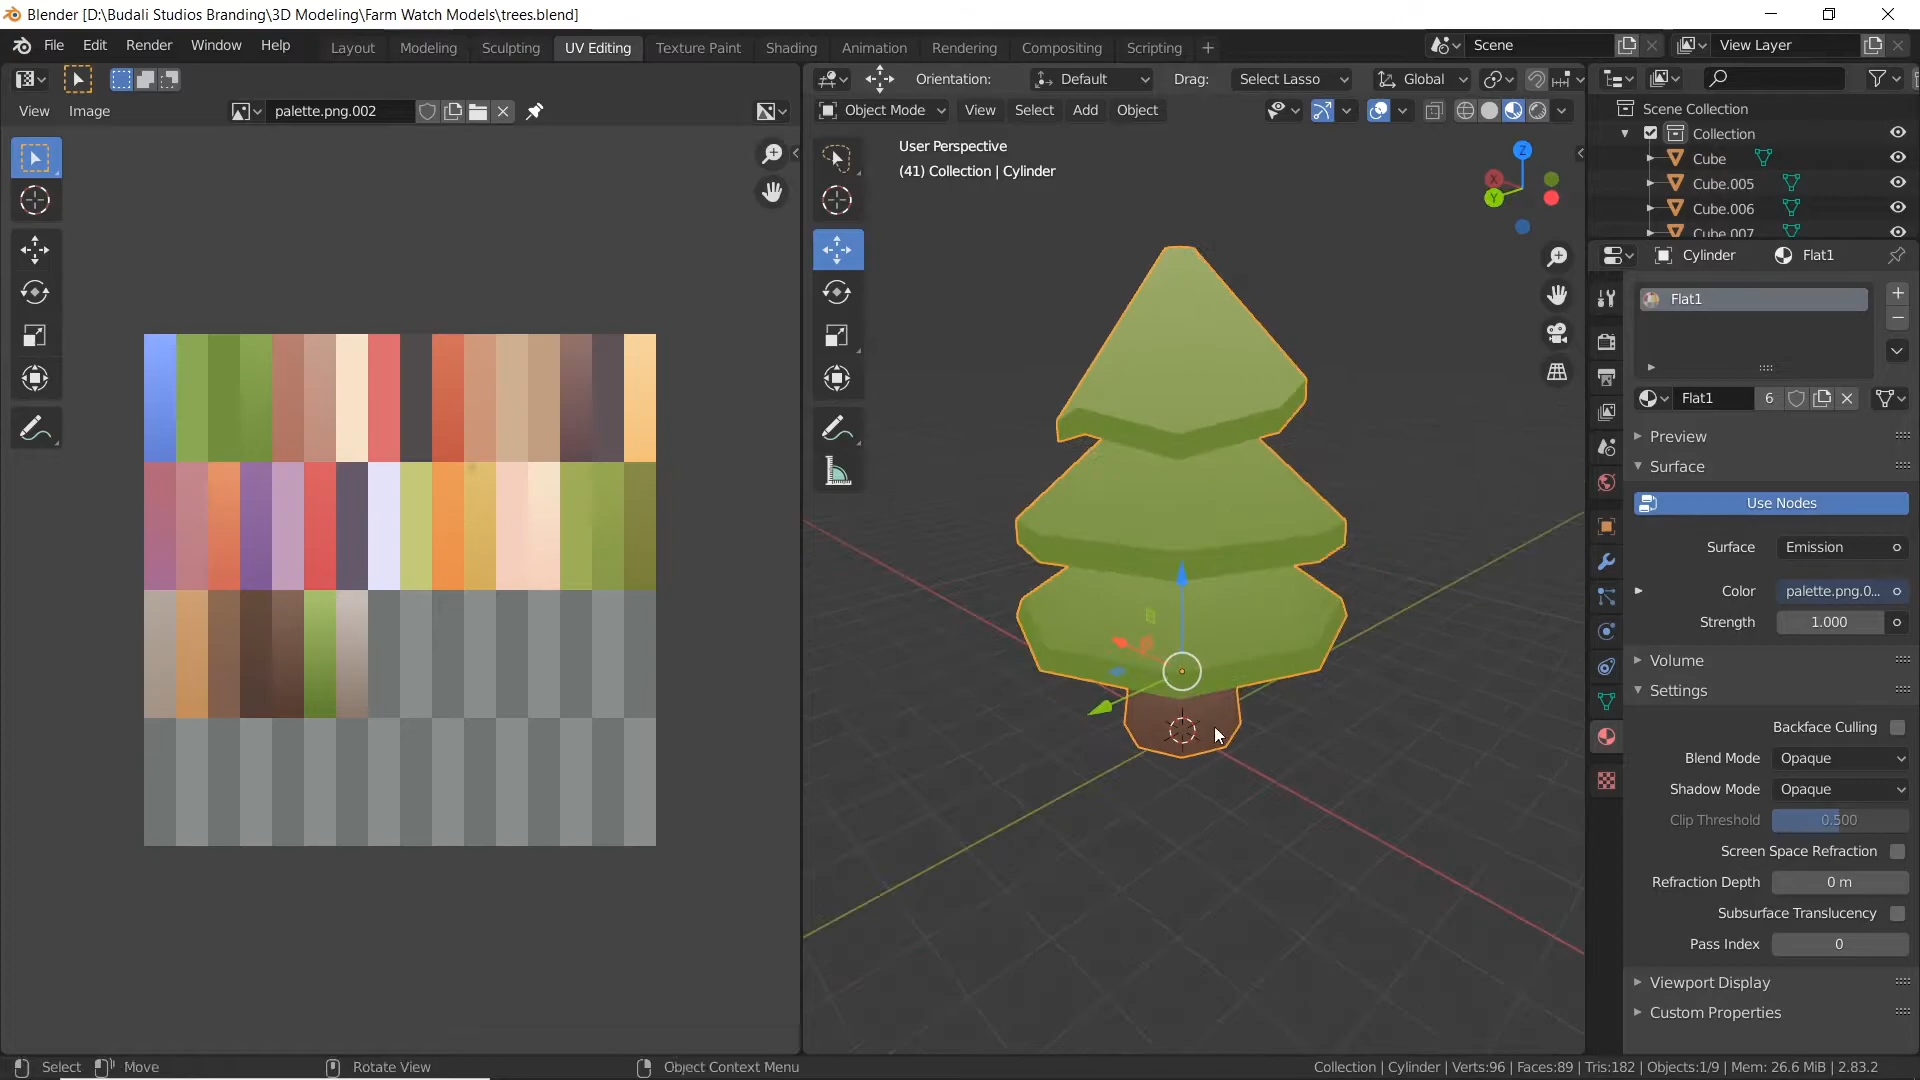 Blender [D:\Budali Studios Branding\3D Modeling\Farm Watch Models\trees.blend]
File Edit Render Window Help Layout Modeling Sculpting UV Editing Texture Paint Shading Animation Rendering Compositing Scripting + Scene View Layer
Orientation: Default Drag: Select Lasso Global
View Image palette.png.002 Object Mode View Select Add Object
Scene Collection
Collection
User Perspective
(41) Collection | Cylinder
Cube
Cube.005
Cube.006
Cube.007
Z
X
Y
Cylinder Flat1
Flat1
Flat1 6
Preview
Surface
Use Nodes
Surface Emission
Color palette.png.0...
Strength 1.000
Volume
Settings
Backface Culling
Blend Mode Opaque
Shadow Mode Opaque
Clip Threshold 0.500
Screen Space Refraction
Refraction Depth 0 m
Subsurface Translucency
Pass Index 0
Viewport Display
Custom Properties
Select Move Rotate View Object Context Menu Collection | Cylinder | Verts:96 | Faces:89 | Tris:182 | Objects:1/9 | Mem: 26.6 MiB | 2.83.2